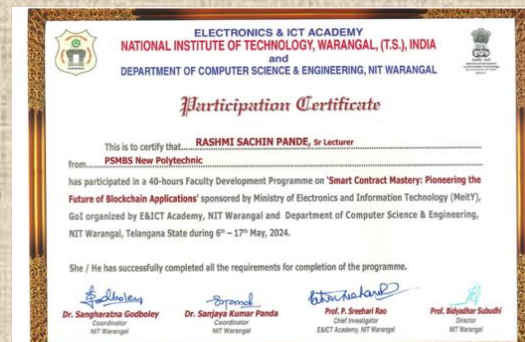 ELECTRONICS & ICT ACADEMY
NATIONAL INSTITUTE OF TECHNOLOGY, WARANGAL, (T.S.), INDIA
and
DEPARTMENT OF COMPUTER SCIENCE & ENGINEERING, NIT WARANGAL
Participation Certificate
This is to certify that RASHMI SACHIN PANDE, Sr Lecturer
from PSMBS New Polytechnic
has participated in a 40-hours Faculty Development Programme on 'Smart Contract Mastery: Pioneering the
Future of Blockchain Applications' sponsored by Ministry of Electronics and Information Technology (MeitY),
GoI organized by E&ICT Academy, NIT Warangal and Department of Computer Science & Engineering,
NIT Warangal, Telangana State during 6th – 17th May, 2024.
She / He has successfully completed all the requirements for completion of the programme.
Dr. Sangharatna Godboley
Coordinator
NIT Warangal
Dr. Sanjaya Kumar Panda
Coordinator
NIT Warangal
Prof. P. Sreehari Rao
Chief Investigator
E&ICT Academy, NIT Warangal
Prof. Bidyadhar Subudhi
Director
NIT Warangal